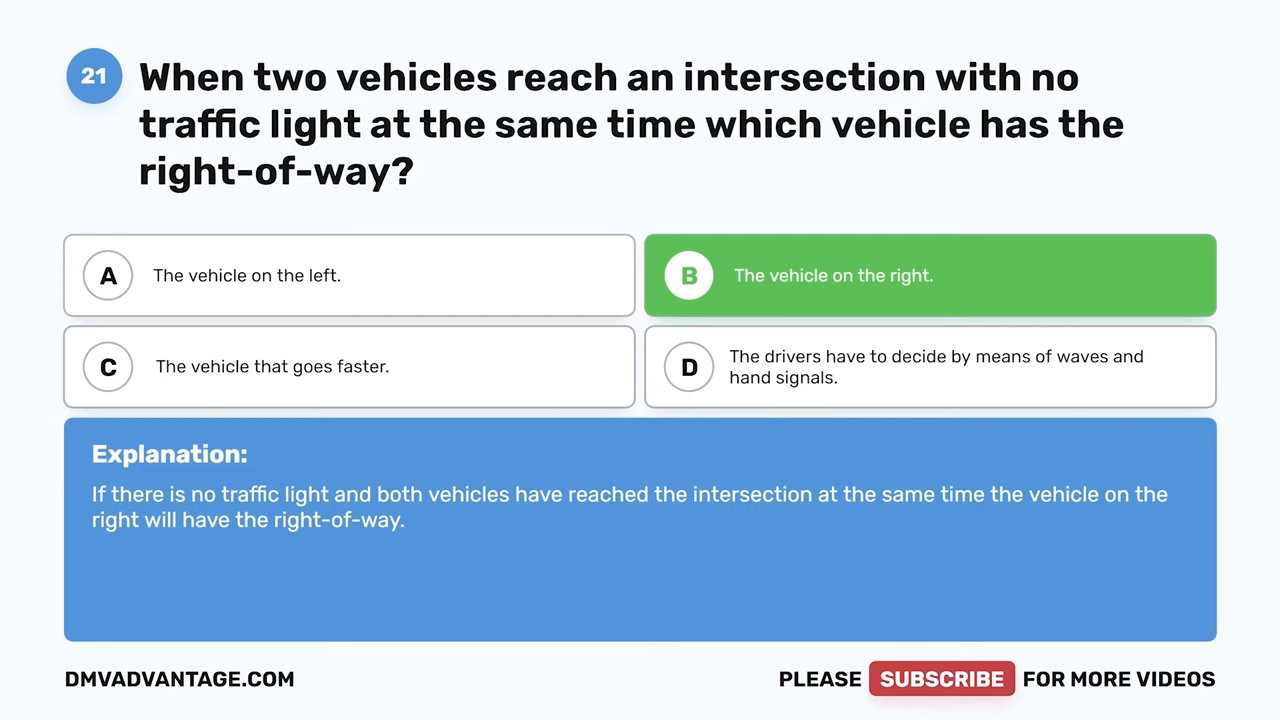 21
When two vehicles reach an intersection with no
traffic light at the same time which vehicle has the
right-of-way?
A
The vehicle on the left.
B
The vehicle on the right.
C
The vehicle that goes faster.
D
The drivers have to decide by means of waves and
hand signals.
Explanation:
If there is no traffic light and both vehicles have reached the intersection at the same time the vehicle on the
right will have the right-of-way.
DMVADVANTAGE.COM
PLEASE SUBSCRIBE FOR MORE VIDEOS